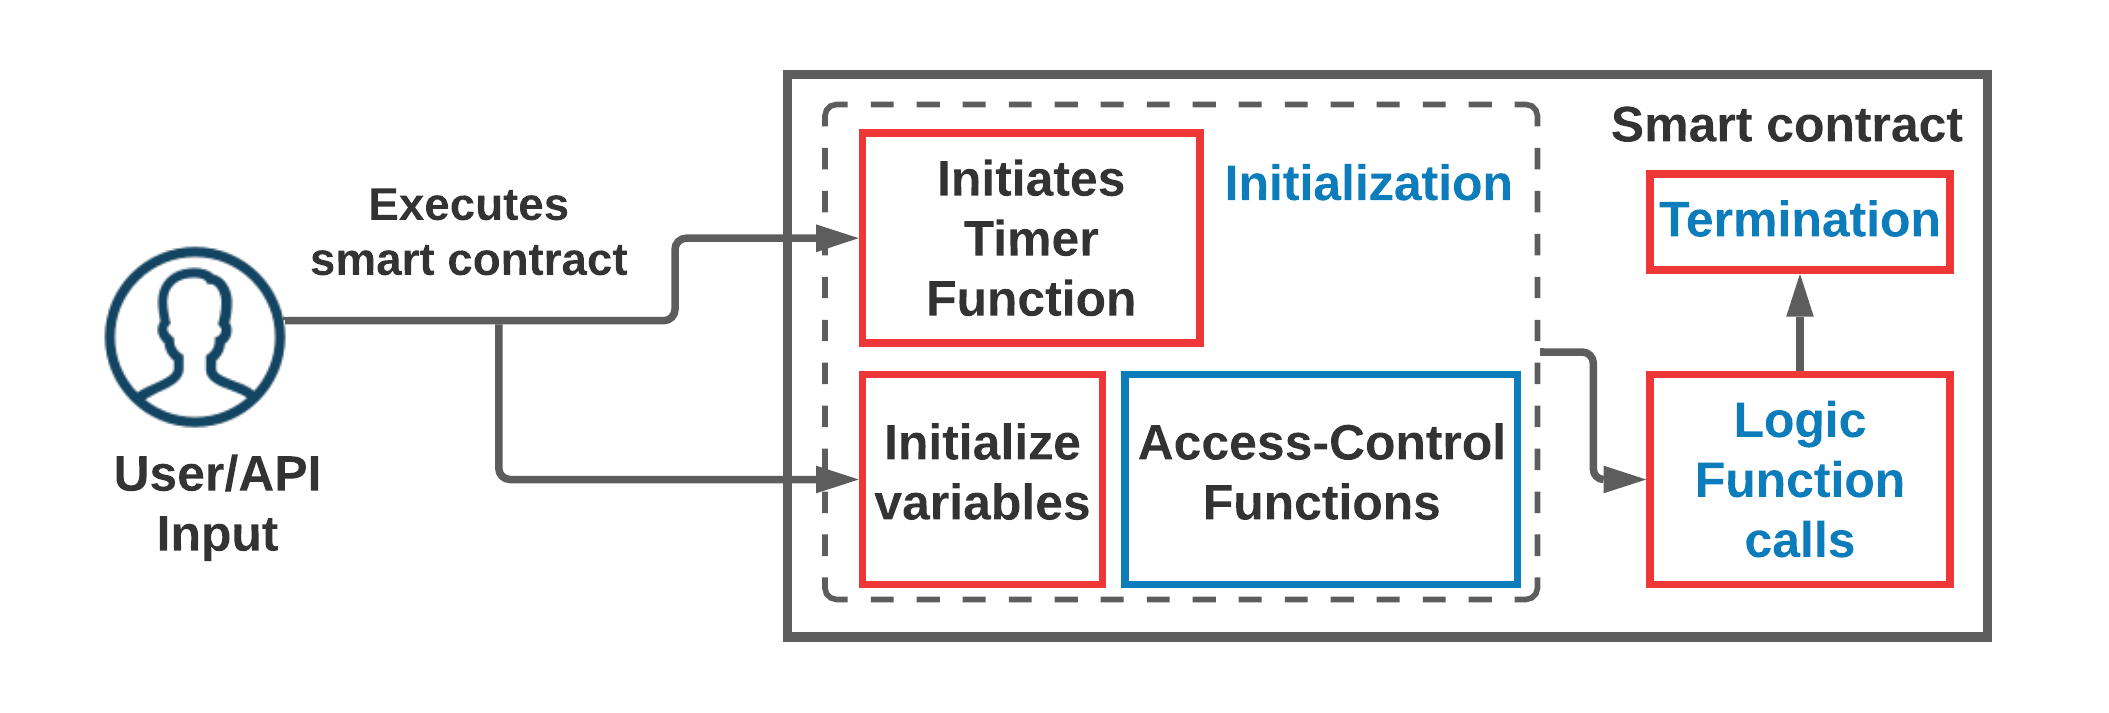 Executes
smart contract
User/API
Input
Initiates
Timer
Function
Initialization
Initialize
variables
Access-Control
Functions
Smart contract
Termination
Logic
Function
calls